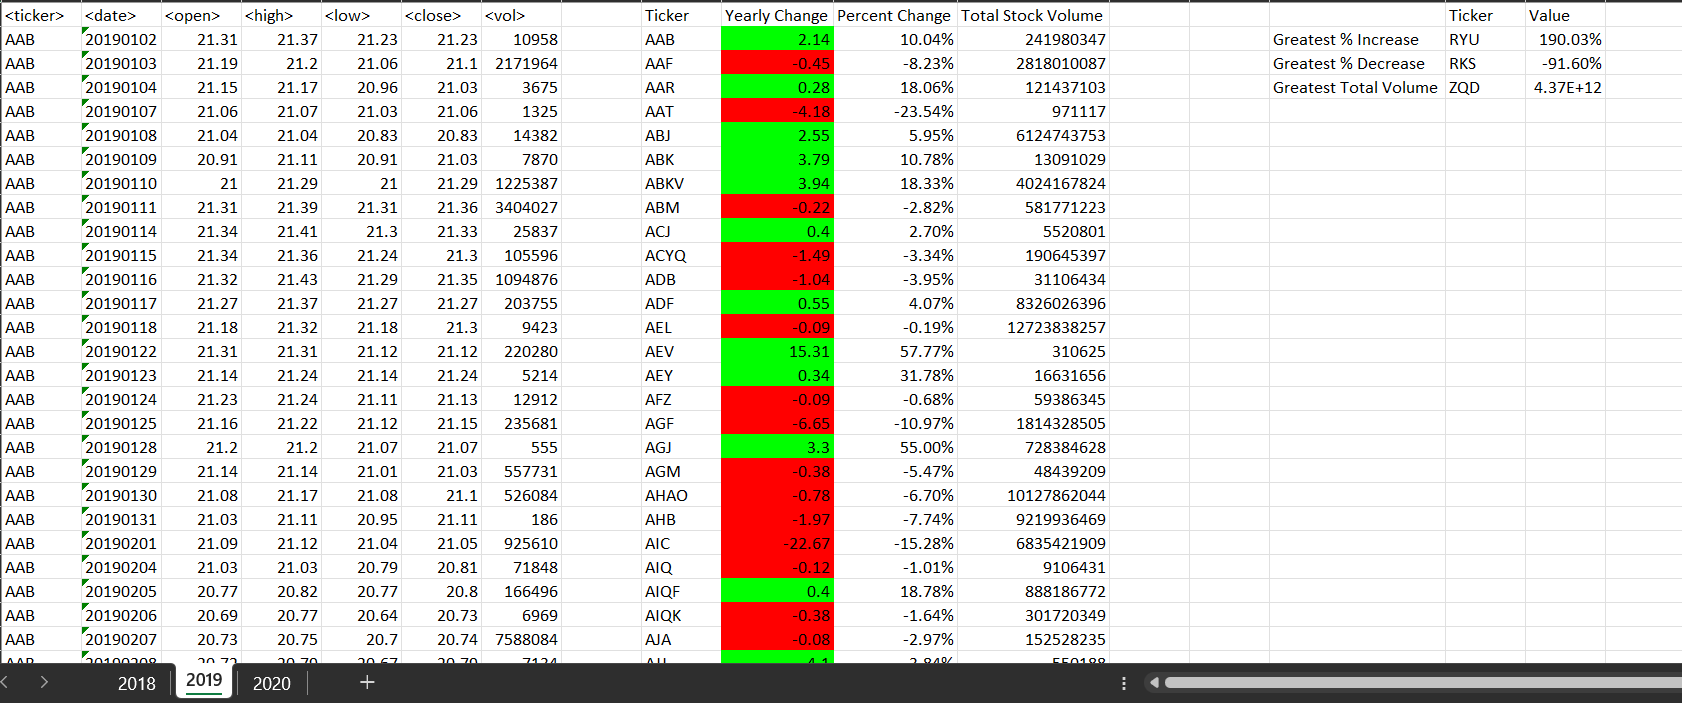 <ticker> <date> <open> <high> <low> <close> <vol> Ticker Yearly Change Percent Change Total Stock Volume Ticker Value
AAB 20190102 21.31 21.37 21.23 21.23 10958 AAB 2.14 10.04% 241980347 Greatest % Increase RYU 190.03%
AAB 20190103 21.19 21.2 21.06 21.1 2171964 AAF -0.45 -8.23% 2818010087 Greatest % Decrease RKS -91.60%
AAB 20190104 21.15 21.17 20.96 21.03 3675 AAR 0.28 18.06% 121437103 Greatest Total Volume ZQD 4.37E+12
AAB 20190107 21.06 21.07 21.03 21.06 1325 AAT -4.18 -23.54% 971117
AAB 20190108 21.04 21.04 20.83 20.83 14382 ABJ 2.55 5.95% 6124743753
AAB 20190109 20.91 21.11 20.91 21.03 7870 ABK 3.79 10.78% 13091029
AAB 20190110 21 21.29 21 21.29 1225387 ABKV 3.94 18.33% 4024167824
AAB 20190111 21.31 21.39 21.31 21.36 3404027 ABM -0.22 -2.82% 581771223
AAB 20190114 21.34 21.41 21.3 21.33 25837 ACJ 0.4 2.70% 5520801
AAB 20190115 21.34 21.36 21.24 21.3 105596 ACYQ -1.49 -3.34% 190645397
AAB 20190116 21.32 21.43 21.29 21.35 1094876 ADB -1.04 -3.95% 31106434
AAB 20190117 21.27 21.37 21.27 21.27 203755 ADF 0.55 4.07% 8326026396
AAB 20190118 21.18 21.32 21.18 21.3 9423 AEL -0.09 -0.19% 12723838257
AAB 20190122 21.31 21.31 21.12 21.12 220280 AEV 15.31 57.77% 310625
AAB 20190123 21.14 21.24 21.14 21.24 5214 AEY 0.34 31.78% 16631656
AAB 20190124 21.23 21.24 21.11 21.13 12912 AFZ -0.09 -0.68% 59386345
AAB 20190125 21.16 21.22 21.12 21.15 235681 AGF -6.65 -10.97% 1814328505
AAB 20190128 21.2 21.2 21.07 21.07 555 AGJ 3.3 55.00% 728384628
AAB 20190129 21.14 21.14 21.01 21.03 557731 AGM -0.38 -5.47% 48439209
AAB 20190130 21.08 21.17 21.08 21.1 526084 AHAO -0.78 -6.70% 10127862044
AAB 20190131 21.03 21.11 20.95 21.11 186 AHB -1.97 -7.74% 9219936469
AAB 20190201 21.09 21.12 21.04 21.05 925610 AIC -22.67 -15.28% 6835421909
AAB 20190204 21.03 21.03 20.79 20.81 71848 AIQ -0.12 -1.01% 9106431
AAB 20190205 20.77 20.82 20.77 20.8 166496 AIQF 0.4 18.78% 888186772
AAB 20190206 20.69 20.77 20.64 20.73 6969 AIQK -0.38 -1.64% 301720349
AAB 20190207 20.73 20.75 20.7 20.74 7588084 AJA -0.08 -2.97% 152528235
2018 2019 2020